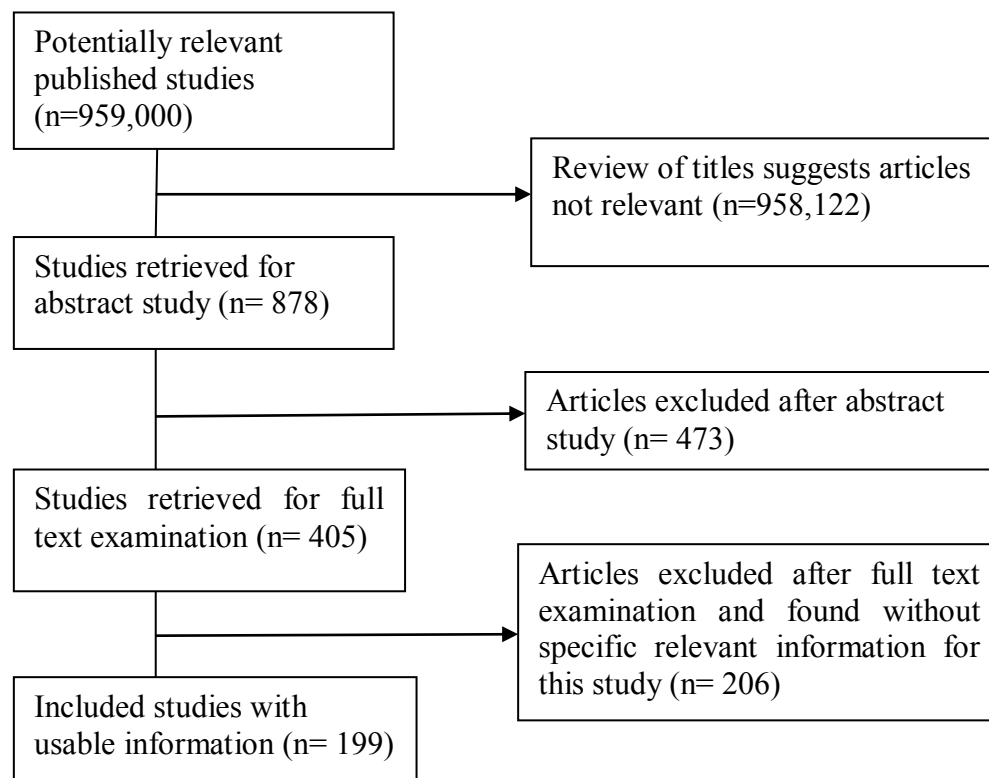 Potentially relevant
published studies
(n=959,000)
Review of titles suggests articles
not relevant (n=958,122)
Studies retrieved for
abstract study (n= 878)
Articles excluded after abstract
study (n= 473)
Studies retrieved for full
text examination (n= 405)
Articles excluded after full text
examination and found without
specific relevant information for
this study (n= 206)
Included studies with
usable information (n= 199)